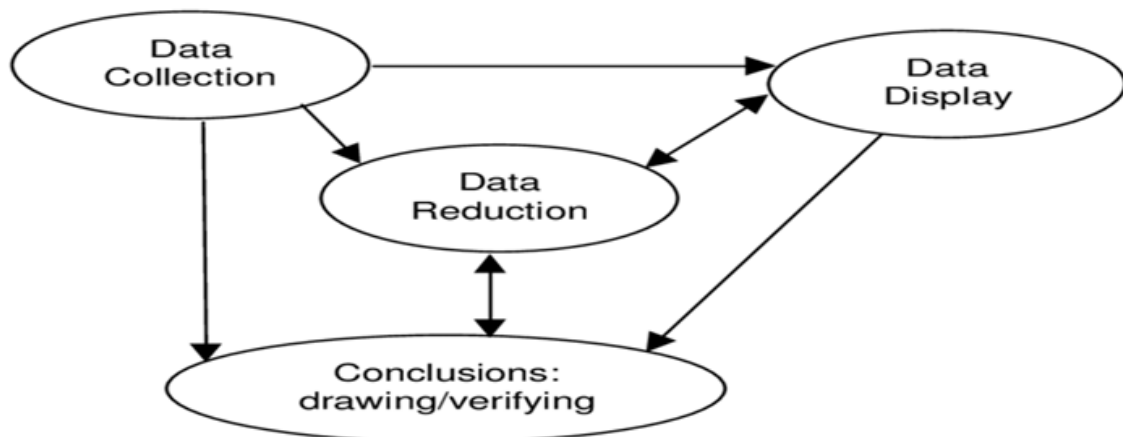 Data
Collection
Data
Display
Data
Reduction
Conclusions:
drawing/verifying